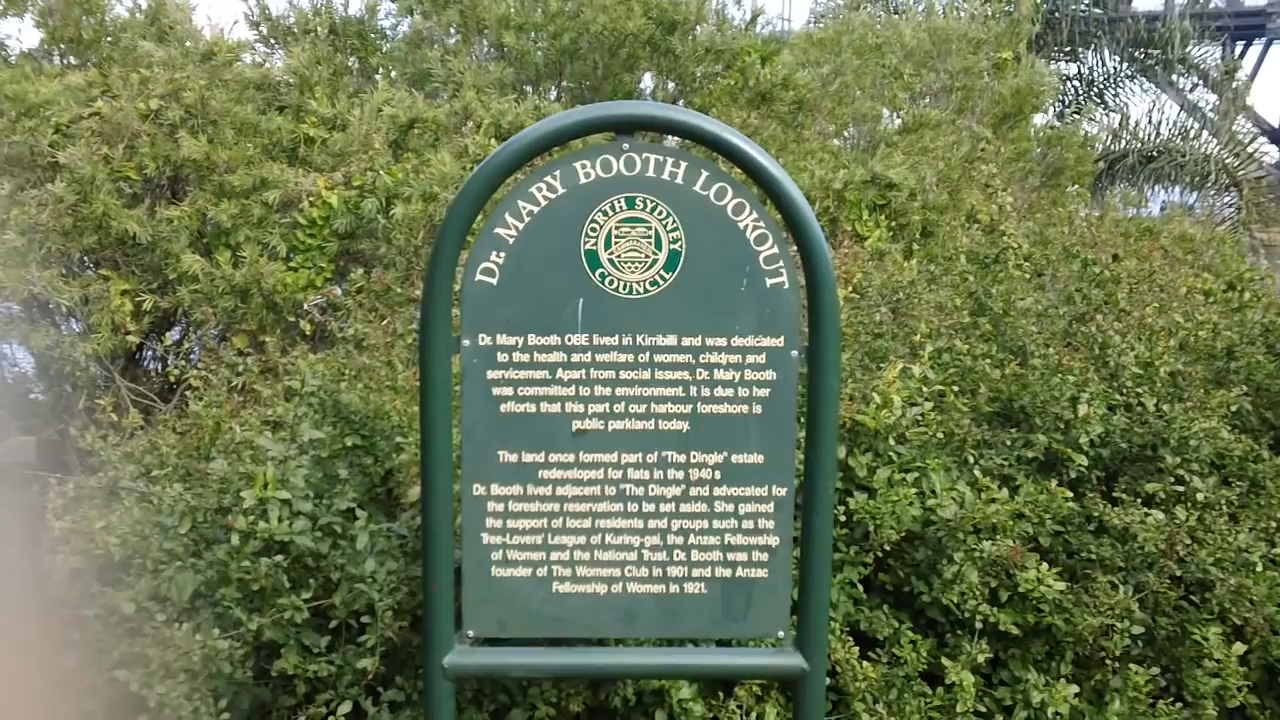 Dr. MARY BOOTH LOOKOUT
NORTH SYDNEY
COUNCIL
Dr. Mary Booth OBE lived in Kirribilli and was dedicated
to the health and welfare of women, children and
servicemen. Apart from social issues, Dr. Mary Booth
was committed to the environment. It is due to her
efforts that this part of our harbour foreshore is
public parkland today.
The land once formed part of "The Dingle" estate
redeveloped for flats in the 1940s
Dr. Booth lived adjacent to "The Dingle" and advocated for
the foreshore reservation to be set aside. She gained
the support of local residents and groups such as the
Tree-Lovers' League of Kuring-gai, the Anzac Fellowship
of Women and the National Trust. Dr. Booth was the
founder of The Womens Club in 1901 and the Anzac
Fellowship of Women in 1921.